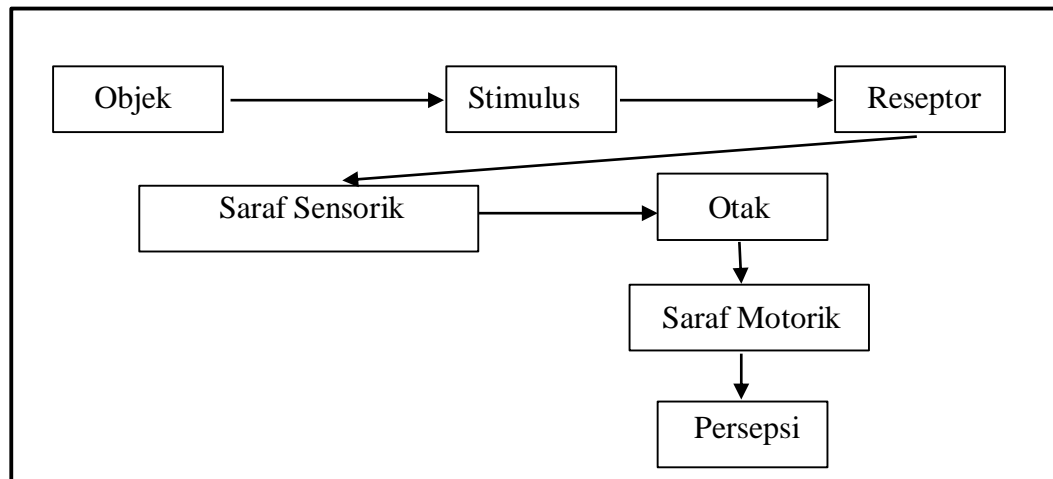 Objek
Stimulus
Reseptor
Saraf Sensorik
Otak
Saraf Motorik
Persepsi